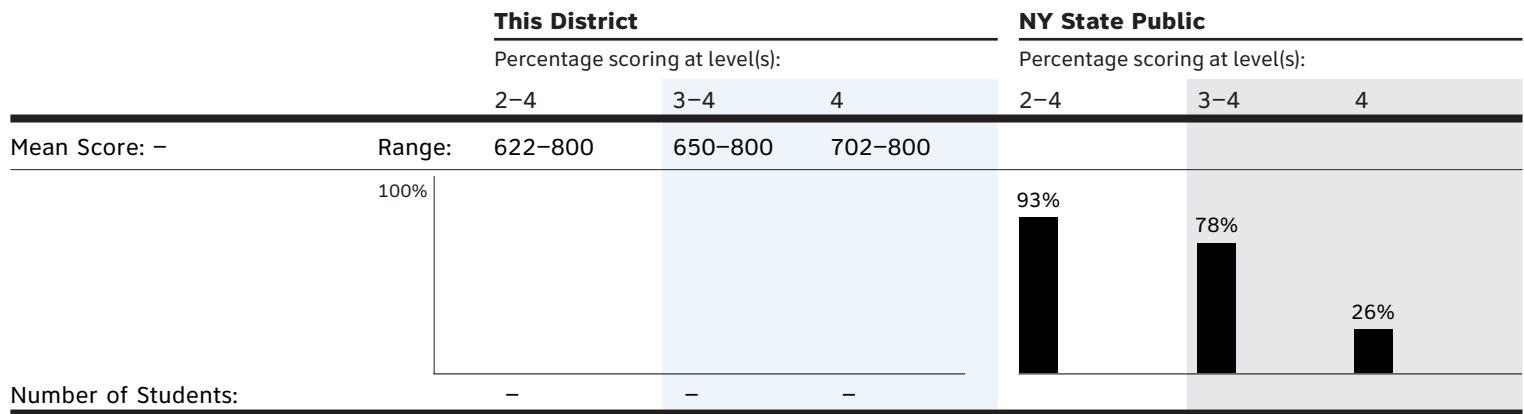 This District NY State Public
Percentage scoring at level(s): Percentage scoring at level(s):
2–4 3–4 4 2–4 3–4 4
Mean Score: – Range: 622–800 650–800 702–800
100%
93%
78%
26%
Number of Students: – – –